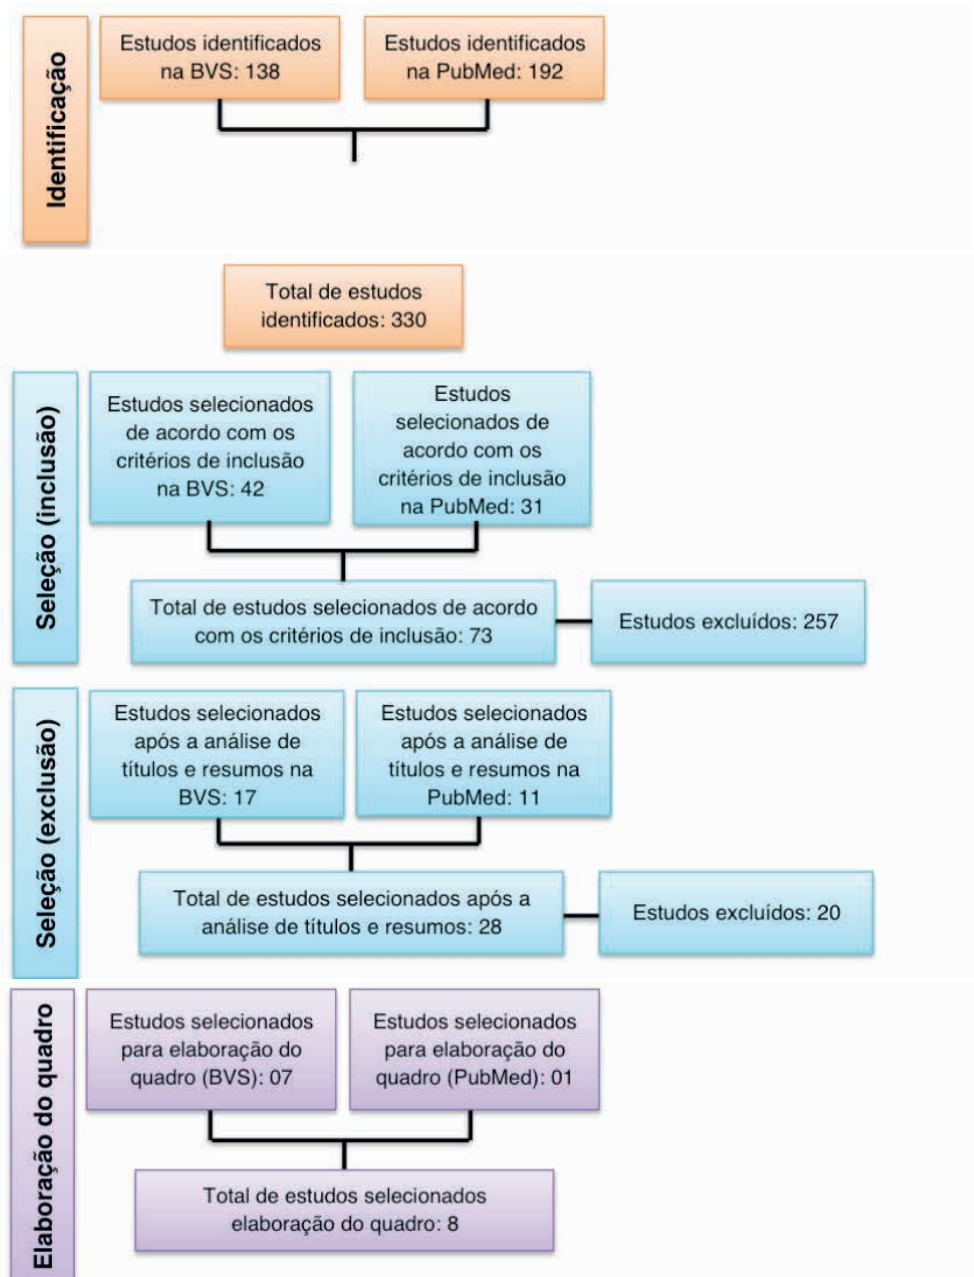 Identificação
Estudos identificados
na BVS: 138
Estudos identificados
na PubMed: 192
Total de estudos
identificados: 330
Seleção (inclusão)
Estudos selecionados
de acordo com os
critérios de inclusão
na BVS: 42
Estudos
selecionados de
acordo com os
critérios de inclusão
na PubMed: 31
Total de estudos selecionados de acordo
com os critérios de inclusão: 73
Estudos excluídos: 257
Seleção (exclusão)
Estudos selecionados
após a análise de
títulos e resumos na
BVS: 17
Estudos selecionados
após a análise de
títulos e resumos na
PubMed: 11
Total de estudos selecionados após a
análise de títulos e resumos: 28
Estudos excluídos: 20
Elaboração do quadro
Estudos selecionados
para elaboração do
quadro (BVS): 07
Estudos selecionados
para elaboração do
quadro (PubMed): 01
Total de estudos selecionados
elaboração do quadro: 8